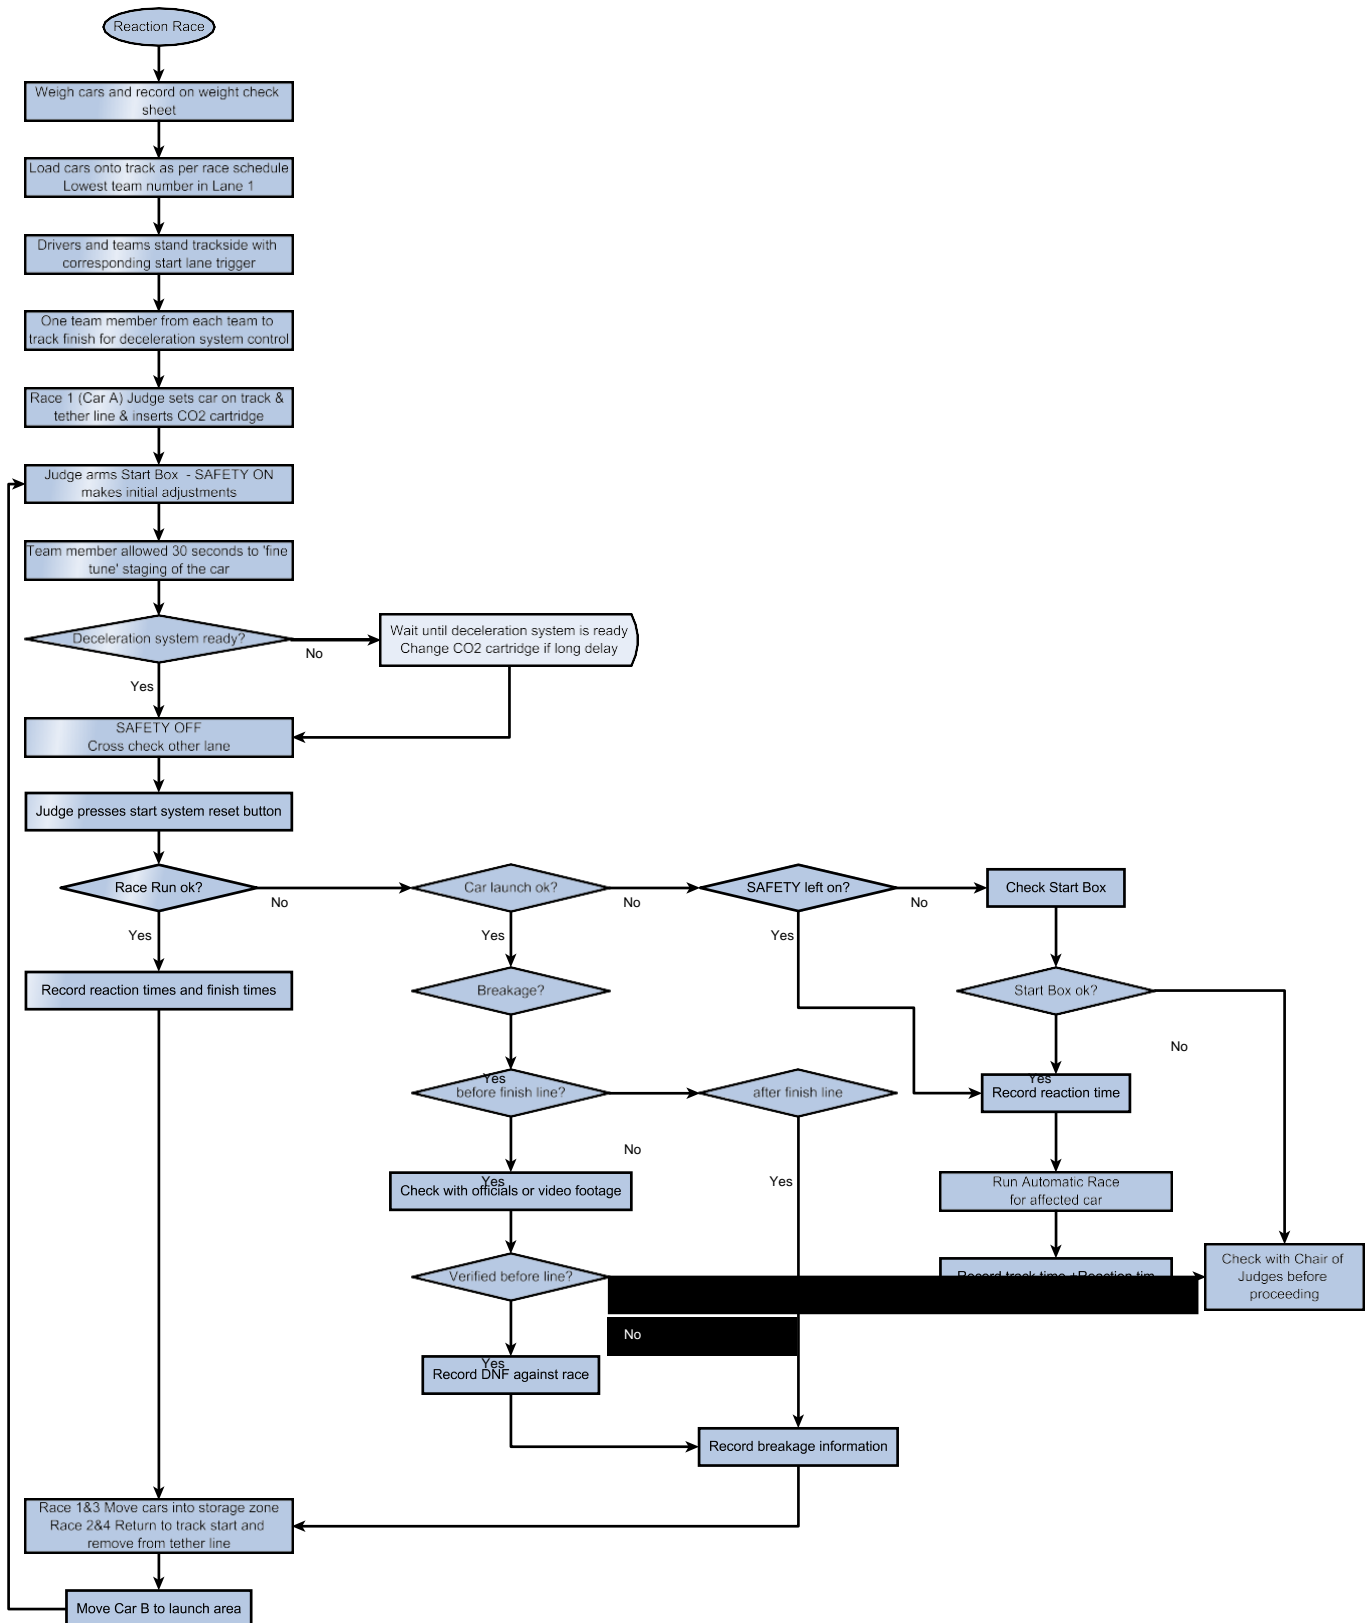 Reaction Race
Weigh cars and record on weight check
sheet
Load cars onto track as per race schedule
Lowest team number in Lane 1
Drivers and teams stand trackside with
corresponding start lane trigger
One team member from each team to
track finish for deceleration system control
Race 1 (Car A) Judge sets car on track &
tether line & inserts CO2 cartridge
Judge arms Start Box - SAFETY ON
makes initial adjustments
Team member allowed 30 seconds to 'fine
tune' staging of the car
Deceleration system ready?
No
Wait until deceleration system is ready
Change CO2 cartridge if long delay
Yes
SAFETY OFF
Cross check other lane
Judge presses start system reset button
Race Run ok?
No
Car launch ok?
No
SAFETY left on?
No
Check Start Box
Yes
Yes
Yes
Record reaction times and finish times
Breakage?
Start Box ok?
No
Yes
before finish line?
after finish line
Yes
Record reaction time
No
Yes
Yes
Check with officials or video footage
Run Automatic Race
for affected car
Verified before line?
Record track time +Reaction tim
Check with Chair of
Judges before
proceeding
No
Yes
Record DNF against race
Record breakage information
Race 1&3 Move cars into storage zone
Race 2&4 Return to track start and
remove from tether line
Move Car B to launch area